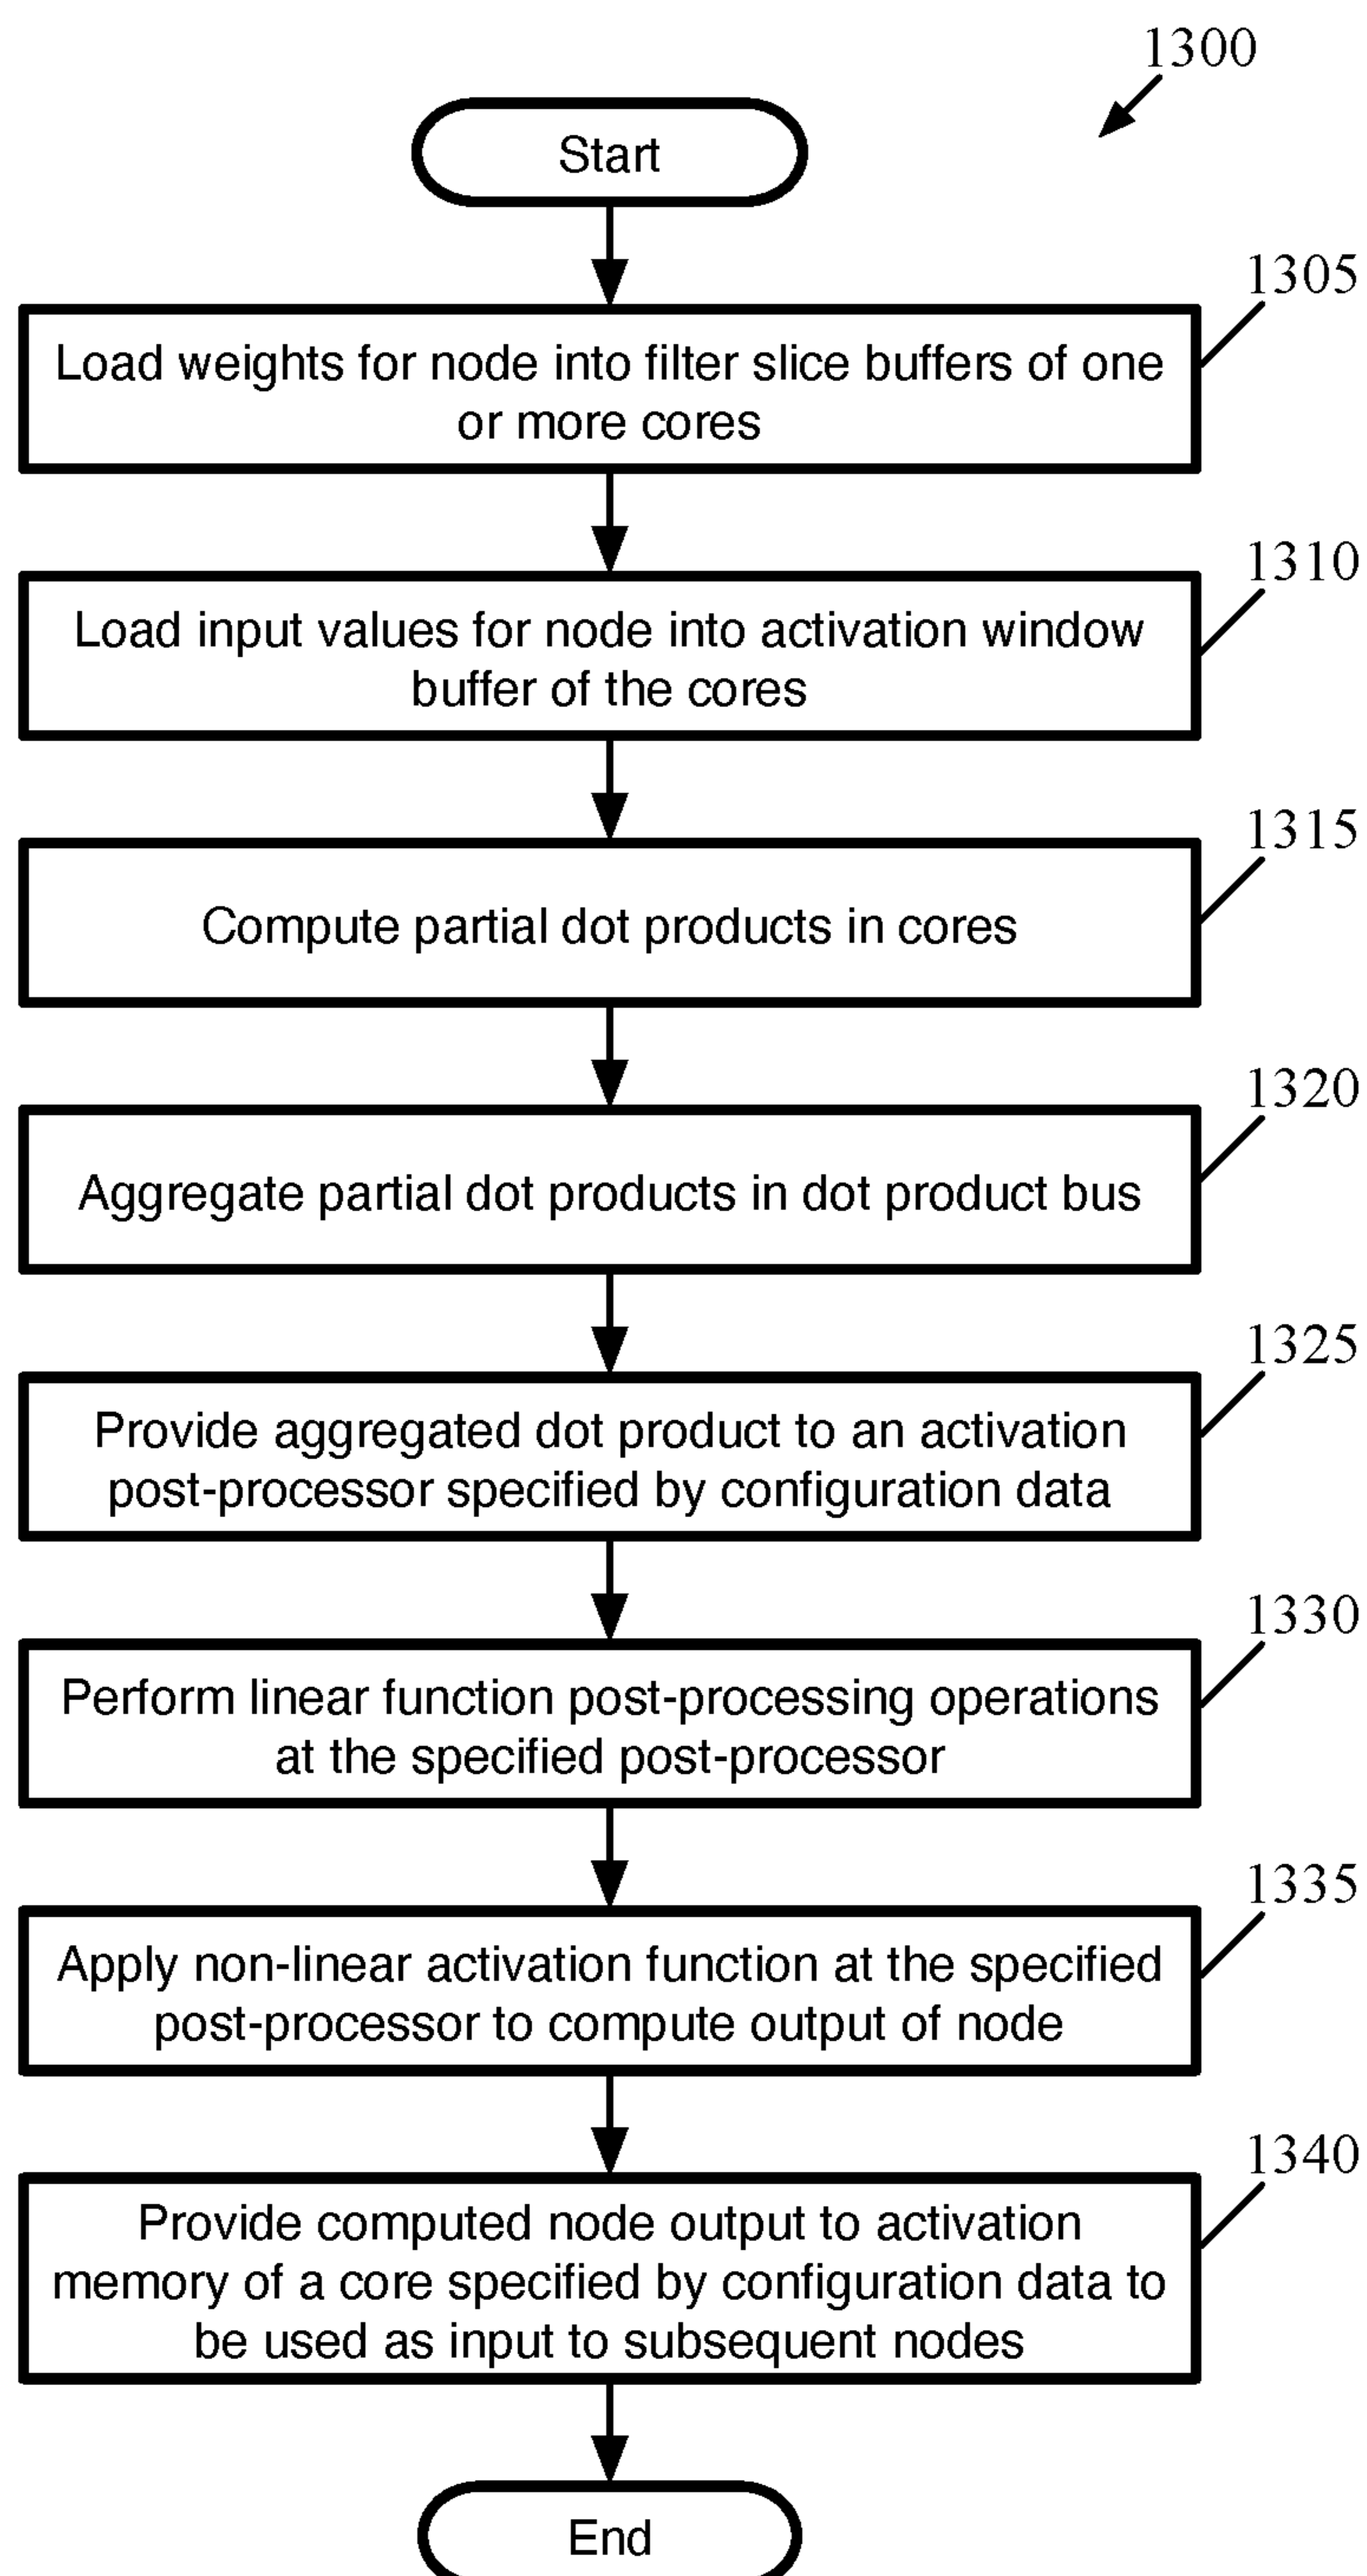 1300
Start
1305
Load weights for node into filter slice buffers of one
or more cores
1310
Load input values for node into activation window
buffer of the cores
1315
Compute partial dot products in cores
1320
Aggregate partial dot products in dot product bus
1325
Provide aggregated dot product to an activation
post-processor specified by configuration data
1330
Perform linear function post-processing operations
at the specified post-processor
1335
Apply non-linear activation function at the specified
post-processor to compute output of node
1340
Provide computed node output to activation
memory of a core specified by configuration data to
be used as input to subsequent nodes
End